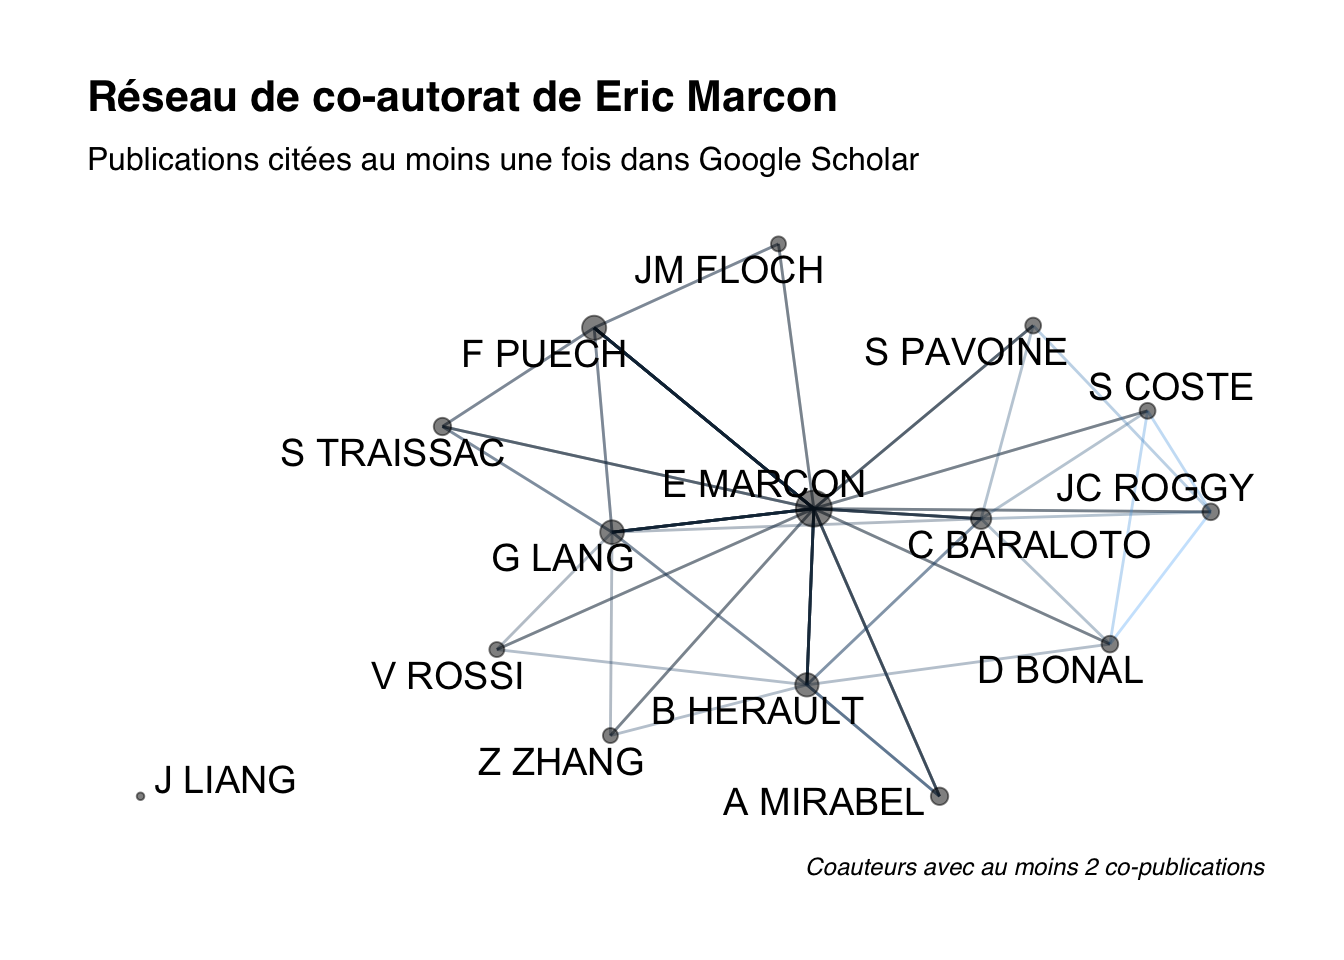 Réseau de co-autorat de Eric Marcon
Publications citées au moins une fois dans Google Scholar
JM FLOCH
F PUECH
S PAVOINE
S COSTE
S TRAISSAC
E MARCON
JC ROGGY
G LANG
C BARALOTO
V ROSSI
D BONAL
B HERAULT
Z ZHANG
J LIANG
A MIRABEL
Coauteurs avec au moins 2 co-publications